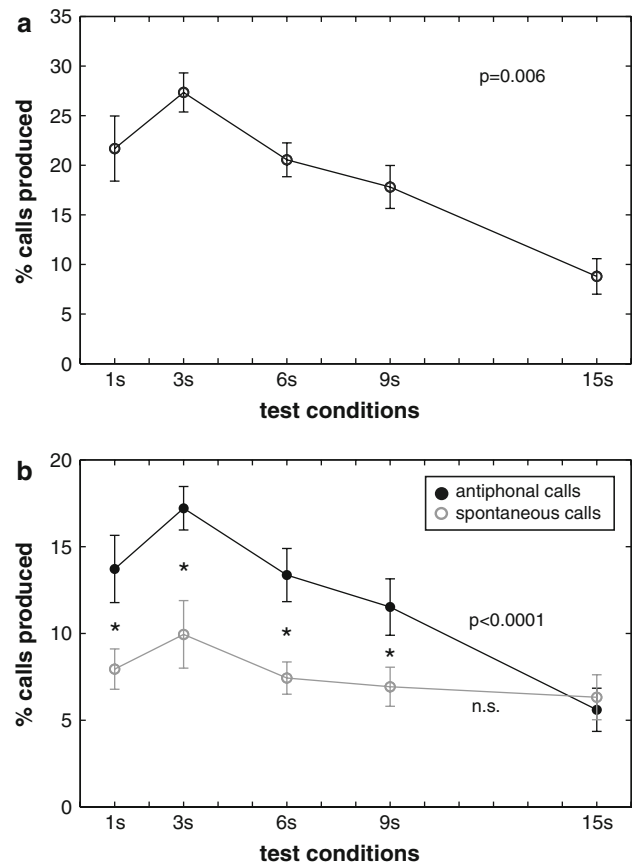 a
35
30
25
20
15
10
5
0
% calls produced
p=0.006
1s 3s 6s 9s 15s
test conditions
b
20
15
10
5
0
% calls produced
antiphonal calls
spontaneous calls
* * * *
p<0.0001
n.s.
1s 3s 6s 9s 15s
test conditions